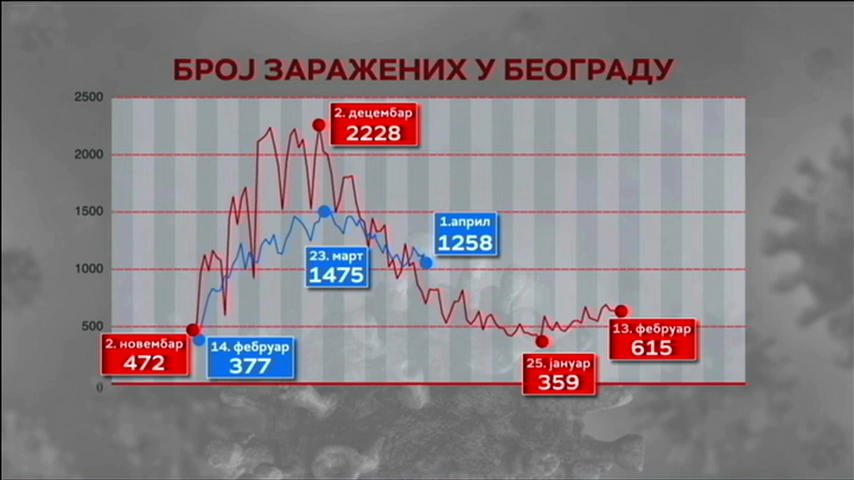 БРОЈ ЗАРАЖЕНИХ У БЕОГРАДУ
2500
2. децембар
2228
2000
1500
1.април
1258
23. март
1475
1000
500
2. новембар
472
14. фебруар
377
13. фебруар
615
25. јануар
359
0